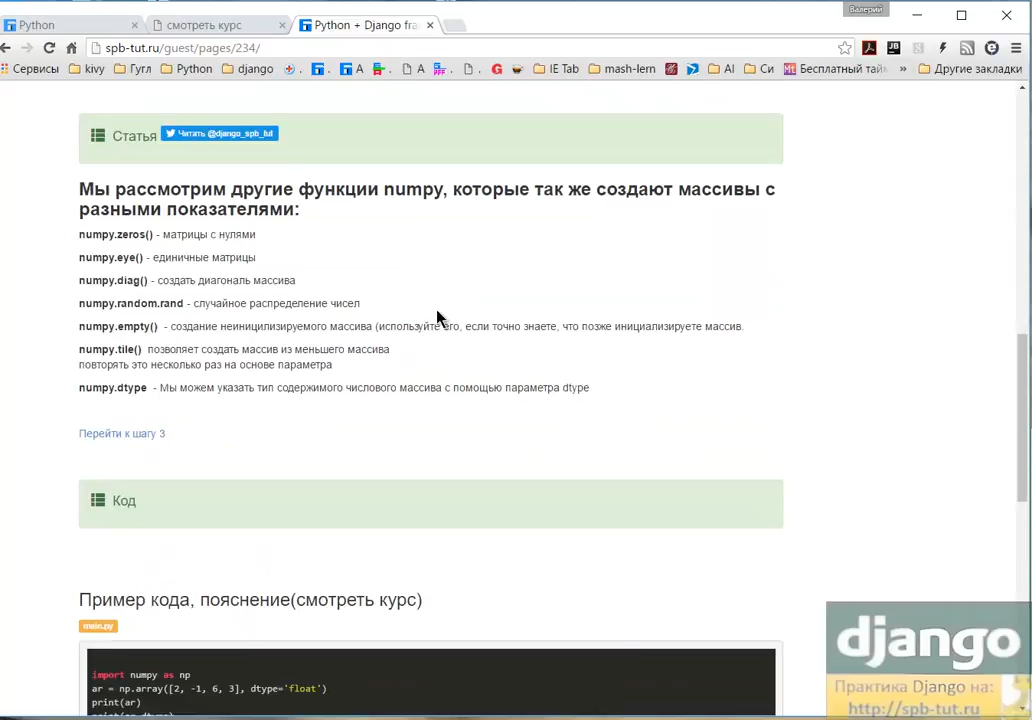 Валерий
Python
смотреть курс
Python + Django fra
spb-tut.ru/guest/pages/234/
Сервисы kivy Гугл Python django A A G IE Tab mash-lern AI Си Бесплатный тай » Другие закладки
Статья Читать @django_spb_tut
Мы рассмотрим другие функции numpy, которые так же создают массивы с
разными показателями:
numpy.zeros() - матрицы с нулями
numpy.eye() - единичные матрицы
numpy.diag() - создать диагональ массива
numpy.random.rand - случайное распределение чисел
numpy.empty() - создание неиницилизируемого массива (используйте его, если точно знаете, что позже инициализируете массив.
numpy.tile() позволяет создать массив из меньшего массива
повторять это несколько раз на основе параметра
numpy.dtype - Мы можем указать тип содержимого числового массива с помощью параметра dtype
Перейти к шагу 3
Код
Пример кода, пояснение(смотреть курс)
main.py
import numpy as np
ar = np.array([2, -1, 6, 3], dtype='float')
print(ar)
print(ar.dtype)
django
Практика Django на:
http://spb-tut.ru